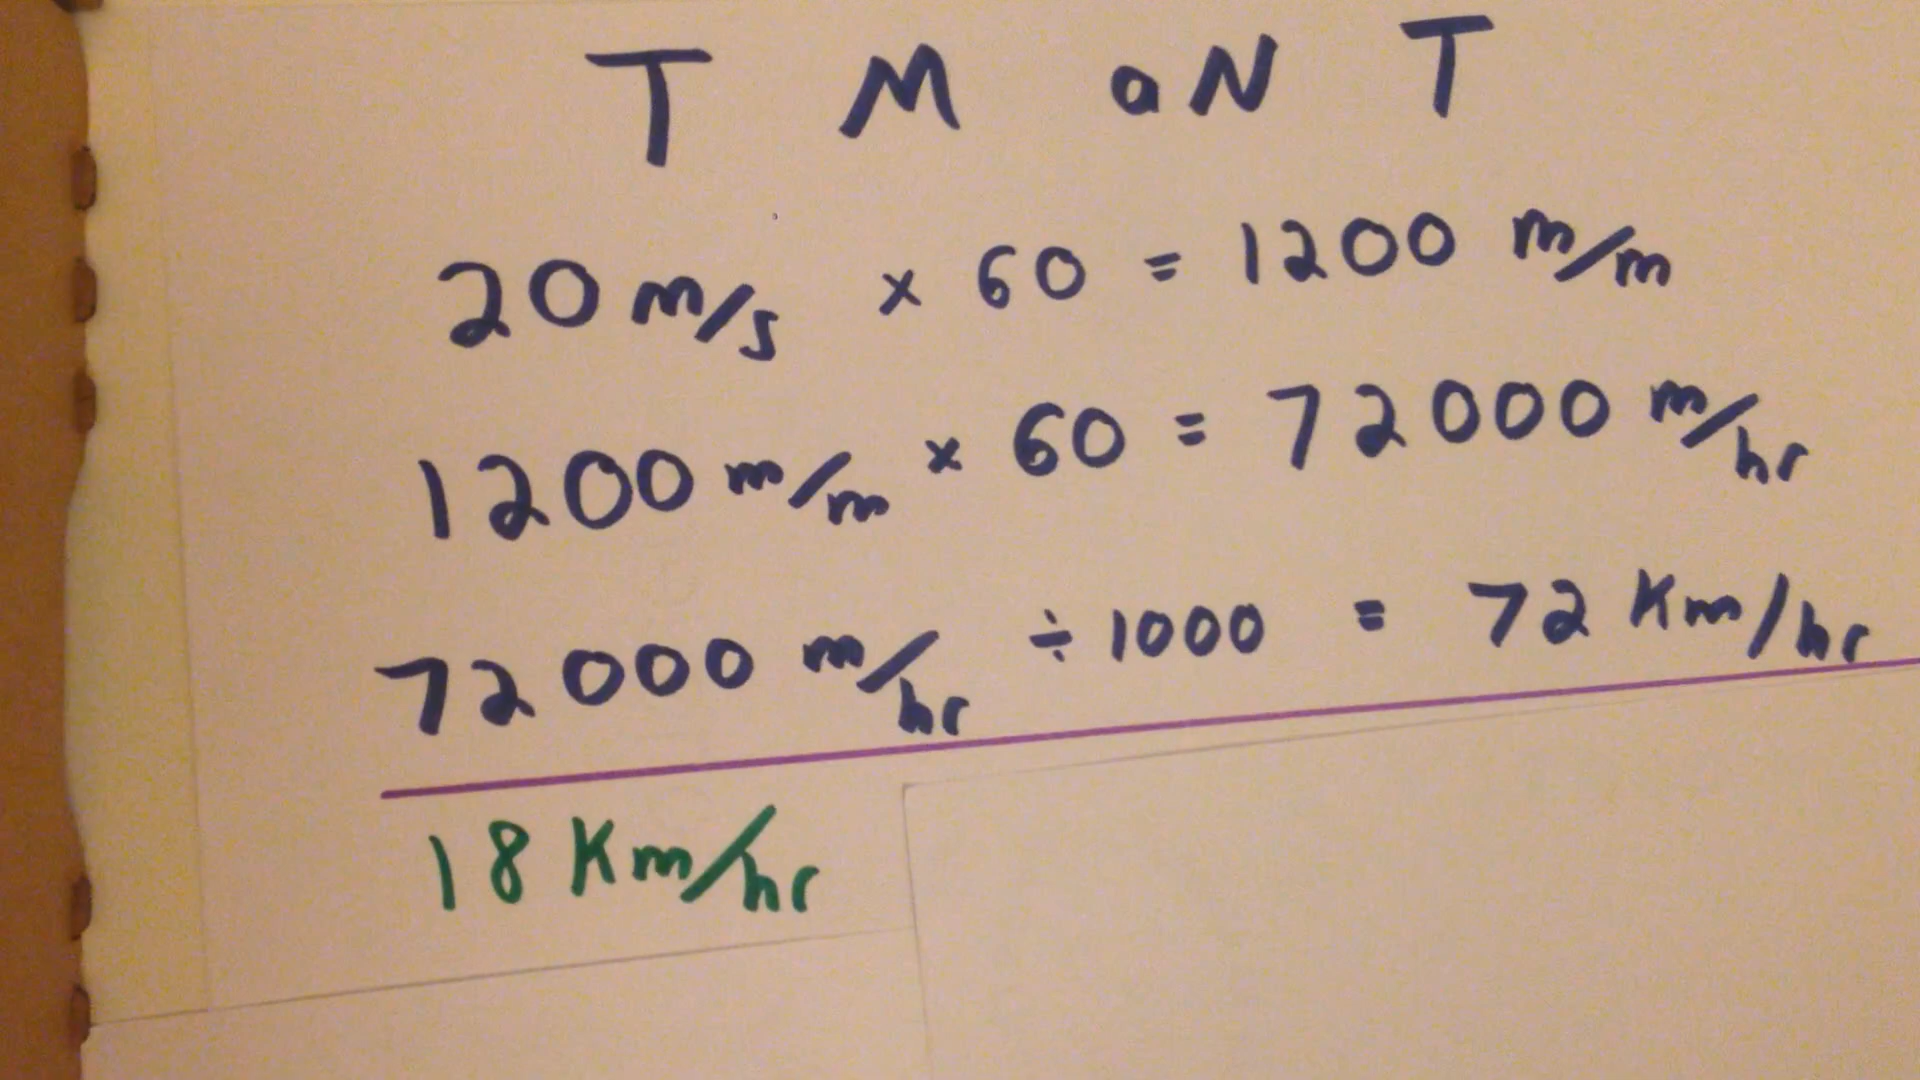 T M aN T
20 m/s × 60 = 1200 m/m
1200 m/m × 60 = 72000 m/hr
72000 m/hr ÷ 1000 = 72 Km/hr
18 Km/hr